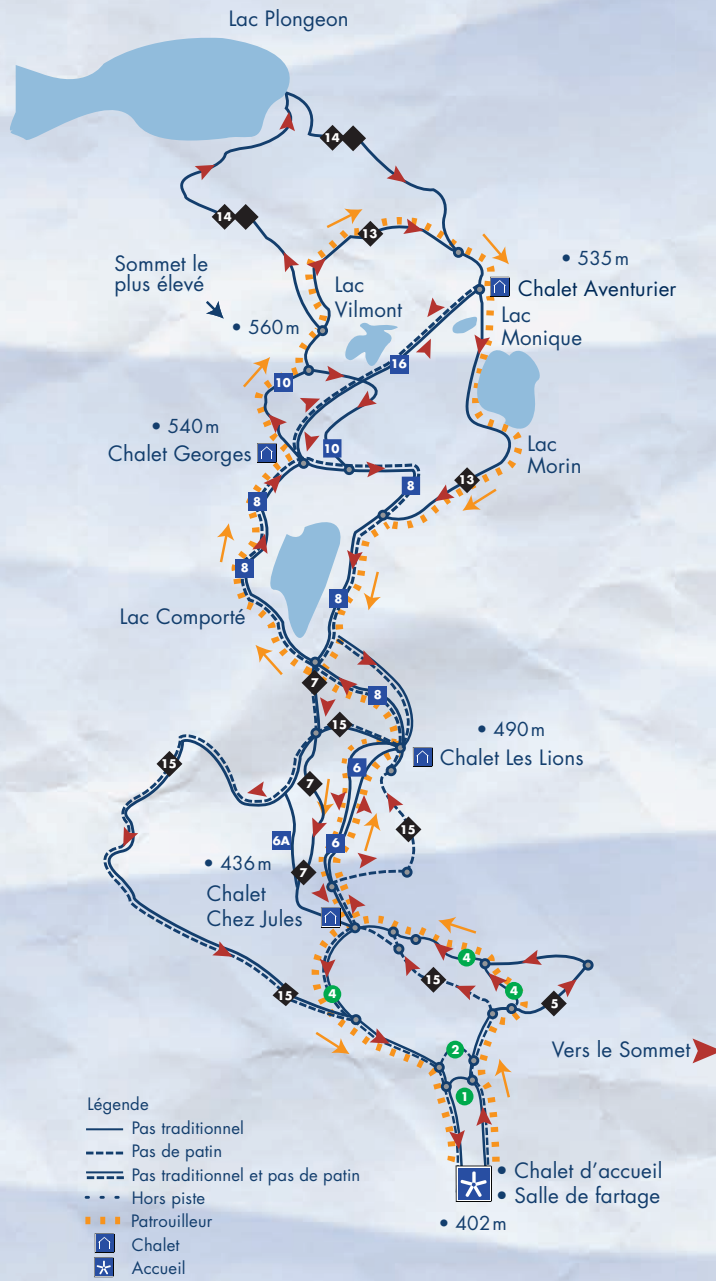 Lac Plongeon
14
14
13
535 m
Sommet le
plus élevé
Lac
Vilmont
Chalet Aventurier
560 m
Lac
Monique
16
10
540 m
Chalet Georges
10
Lac
Morin
13
8
8
8
8
Lac Comporté
7
8
15
490 m
Chalet Les Lions
15
6
7
15
6A
6
436 m
7
Chalet
Chez Jules
4
15
4
4
5
15
2
Vers le Sommet
1
Légende
Pas traditionnel
Pas de patin
Pas traditionnel et pas de patin
Hors piste
Patrouilleur
Chalet
Accueil
Chalet d'accueil
Salle de fartage
402 m